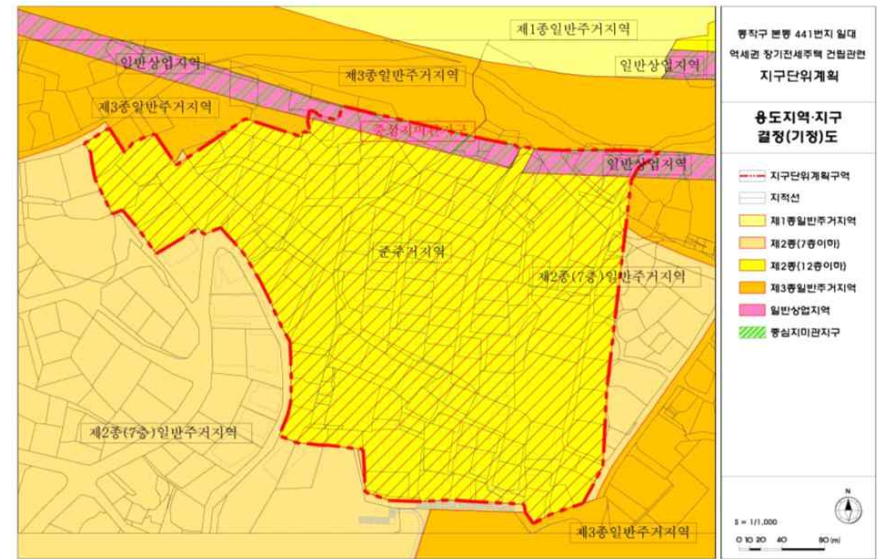 제1종일반주거지역
일반상업지역
일반상업지역
제3종일반주거지역
제3종일반주거지역
중심지미관지구
일반상업지역
준주거지역
제2종(7층)일반주거지역
제2종(7층)일반주거지역
제3종일반주거지역
동작구 본동 441번지 일대
역세권 장기전세주택 건립관련
지구단위계획
용도지역·지구
결정(기정)도
지구단위계획구역
지적선
제1종일반주거지역
제2종(7층이하)
제2종(12층이하)
제3종일반주거지역
일반상업지역
중심지미관지구
N
S = 1/1,000
0 10 20 40 80(m)